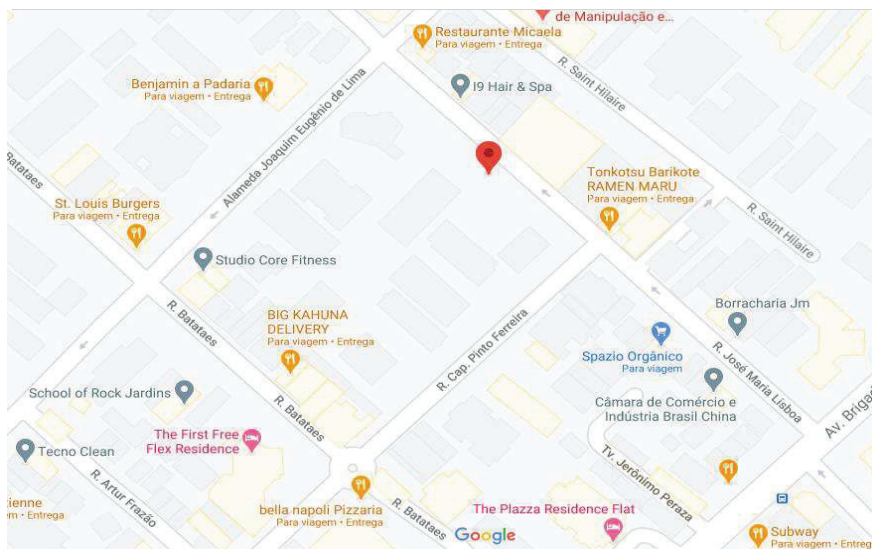 de Manipulação e...
Restaurante Micaela
Para viagem • Entrega
R. Saint Hilaire
Benjamin a Padaria
Para viagem • Entrega
I9 Hair & Spa
Alameda Joaquim Eugênio de Lima
Batataes
Tonkotsu Barikote
RAMEN MARU
Para viagem • Entrega
St. Louis Burgers
Para viagem • Entrega
R. Saint Hilaire
Studio Core Fitness
R. Batataes
BIG KAHUNA
DELIVERY
Para viagem • Entrega
Borracharia Jm
R. Cap. Pinto Ferreira
Spazio Orgânico
Para viagem
R. José Maria Lisboa
School of Rock Jardins
Câmara de Comércio e
Indústria Brasil China
R. Batataes
The First Free
Flex Residence
Av. Brigad
Tecno Clean
R. Artur Frazão
Tv. Jerônimo Peraza
tienne
m • Entrega
bella napoli Pizzaria
Para viagem • Entrega
R. Batataes
The Plazza Residence Flat
Google
Subway
Para viagem • Entreg